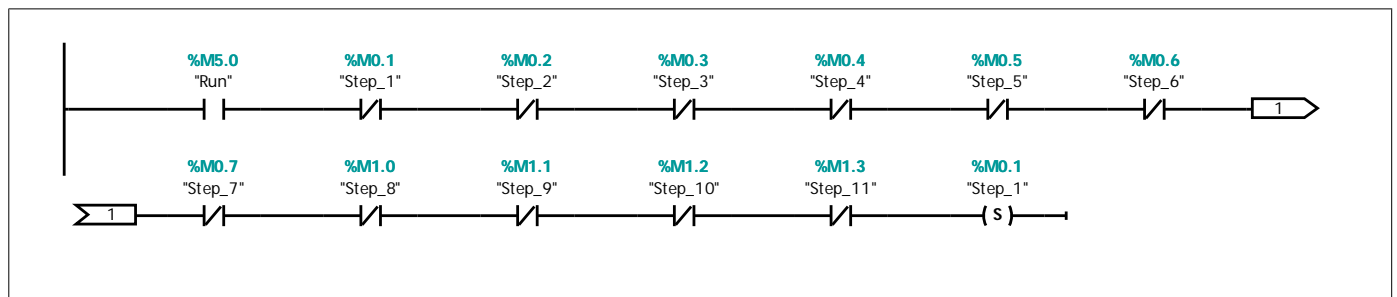 %M5.0 %M0.1 %M0.2 %M0.3 %M0.4 %M0.5 %M0.6
"Run" "Step_1" "Step_2" "Step_3" "Step_4" "Step_5" "Step_6"
1
%M0.7 %M1.0 %M1.1 %M1.2 %M1.3 %M0.1
"Step_7" "Step_8" "Step_9" "Step_10" "Step_11" "Step_1"
1 S